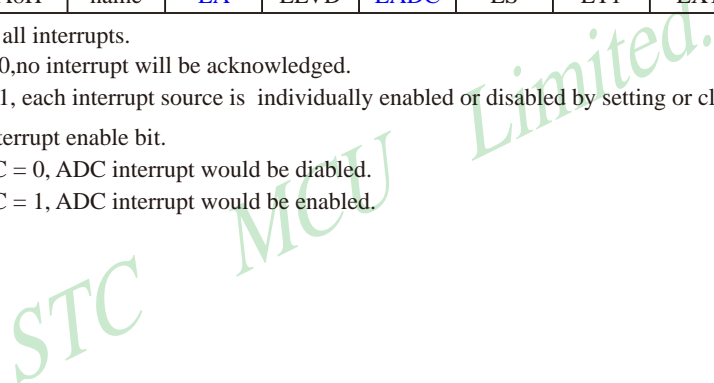 name EA ELVD EADC ES ET1
all interrupts.
0,no interrupt will be acknowledged.
1, each interrupt source is individually enabled or disabled by setting or cl
terrupt enable bit.
C = 0, ADC interrupt would be diabled.
C = 1, ADC interrupt would be enabled.
STC MCU Limited.